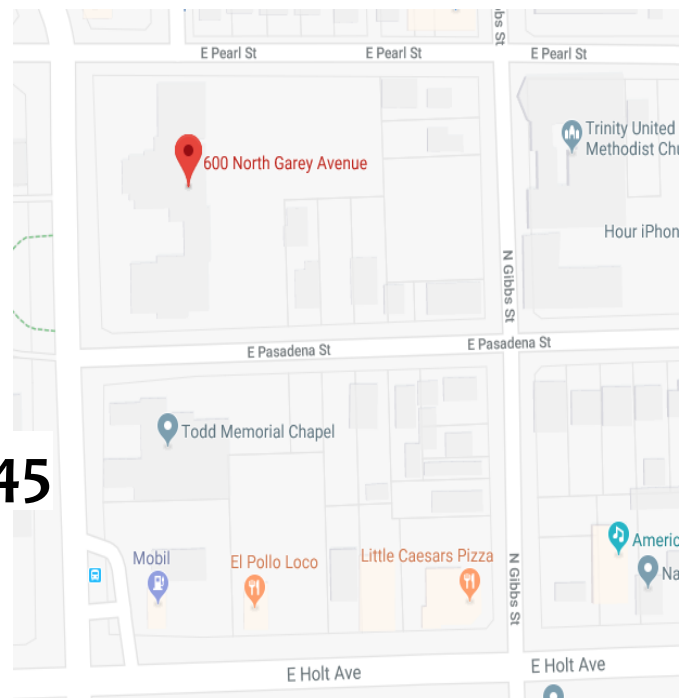 E Pearl St
E Pearl St
E Pearl St
Trinity United
Methodist Chu
600 North Garey Avenue
Hour iPhon
N Gibbs St
E Pasadena St
E Pasadena St
Todd Memorial Chapel
45
Americ
Na
Mobil
El Pollo Loco
Little Caesars Pizza
N Gibbs St
E Holt Ave
E Holt Ave